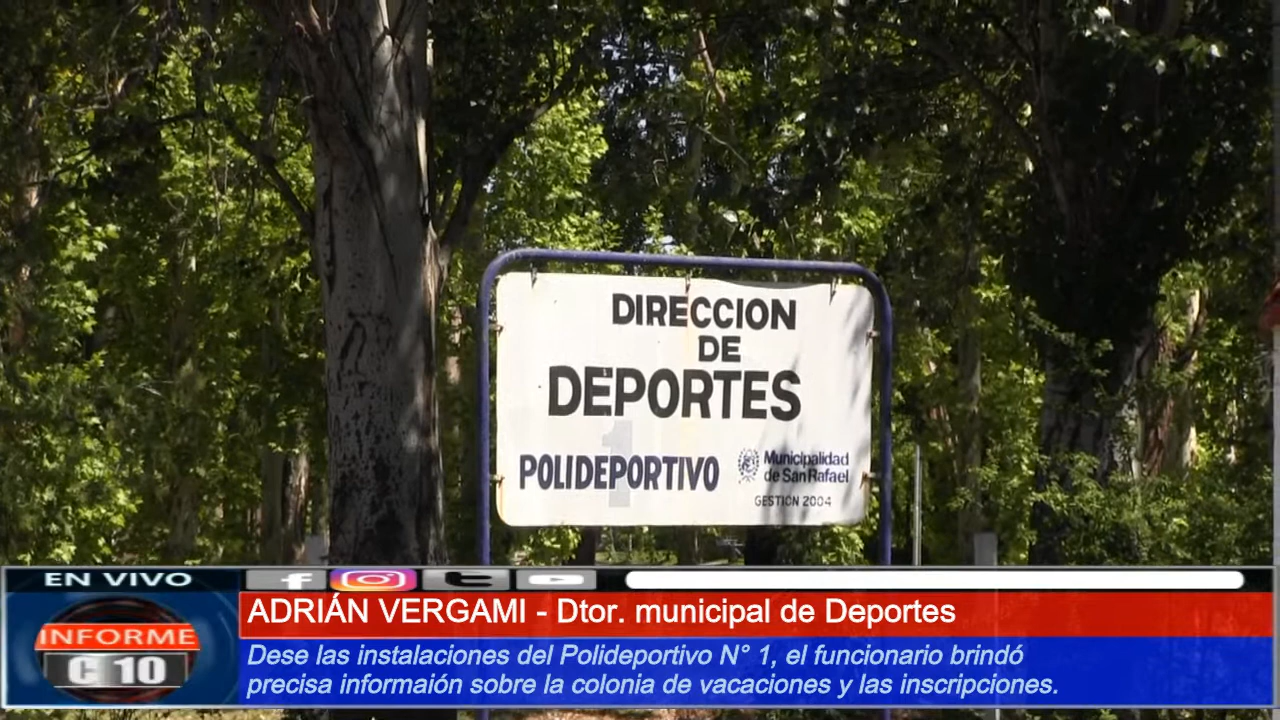 DIRECCION
DE
DEPORTES
1
POLIDEPORTIVO
Municipalidad
de San Rafael
GESTION 2004
EN VIVO
INFORME
C 10
ADRIÁN VERGAMI - Dtor. municipal de Deportes
Dese las instalaciones del Polideportivo N° 1, el funcionario brindó
precisa informaión sobre la colonia de vacaciones y las inscripciones.